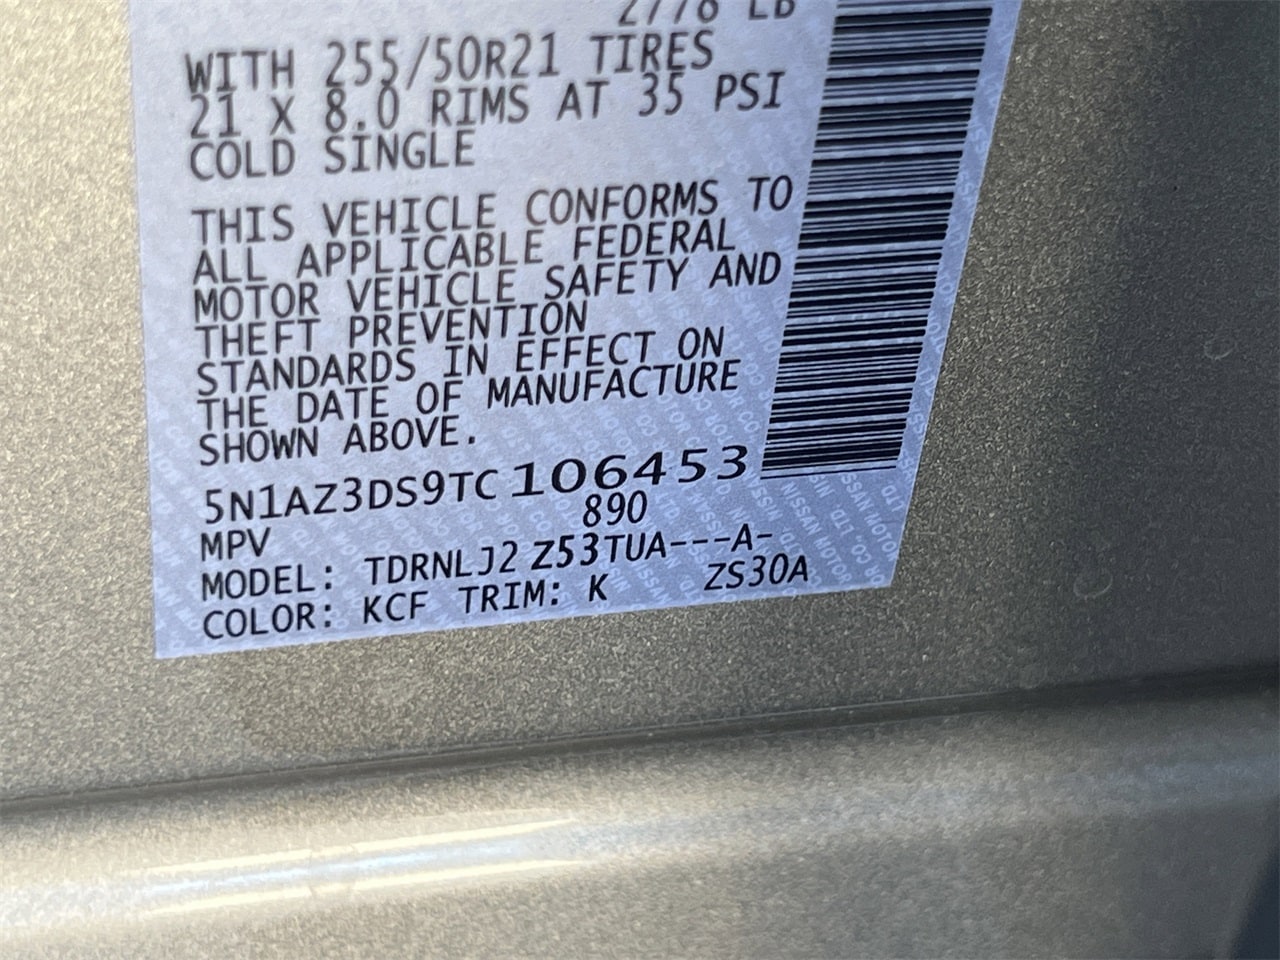 2778 LB
WITH 255/50R21 TIRES
21 X 8.0 RIMS AT 35 PSI
COLD SINGLE
THIS VEHICLE CONFORMS TO
ALL APPLICABLE FEDERAL
MOTOR VEHICLE SAFETY AND
THEFT PREVENTION
STANDARDS IN EFFECT ON
THE DATE OF MANUFACTURE
SHOWN ABOVE.
5N1AZ3DS9TC106453
MPV 890
MODEL: TDRNLJ2 Z53TUA---A-
COLOR: KCF TRIM: K ZS30A